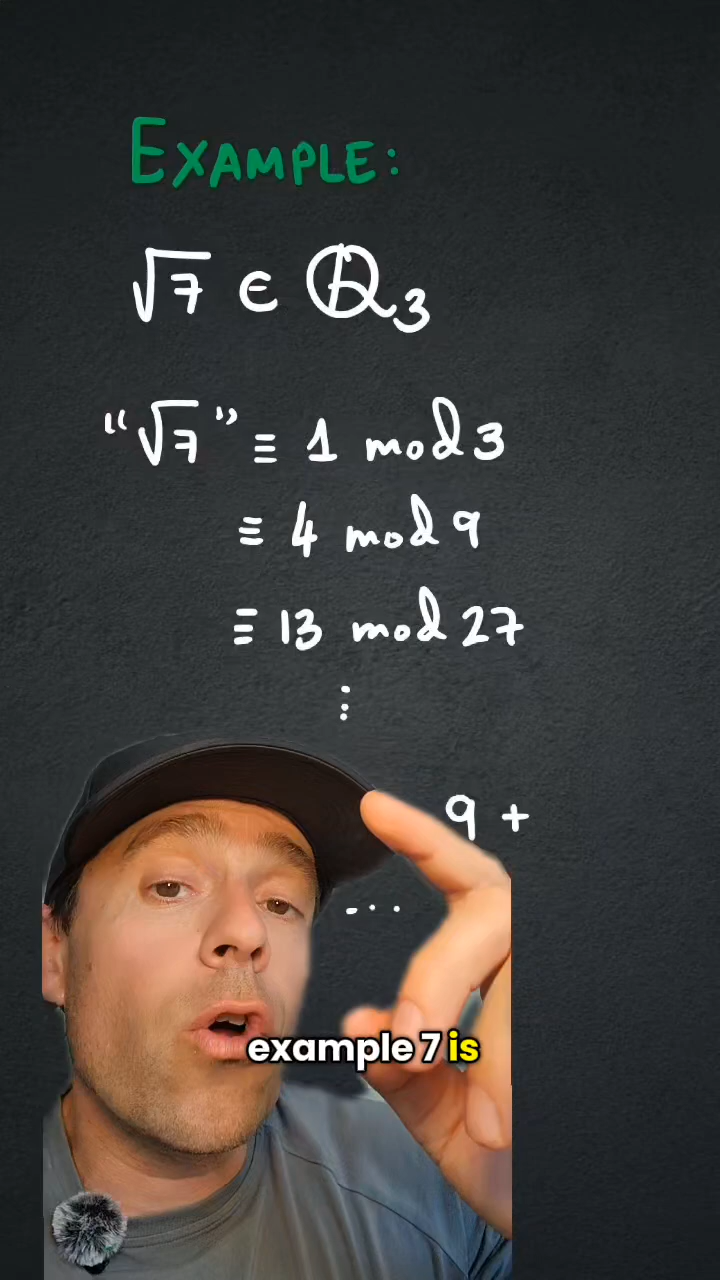 EXAMPLE:
√7 ∈ ℚ₃
"√7" ≡ 1 mod 3
≡ 4 mod 9
≡ 13 mod 27
⋮
9 +
...
example 7 is